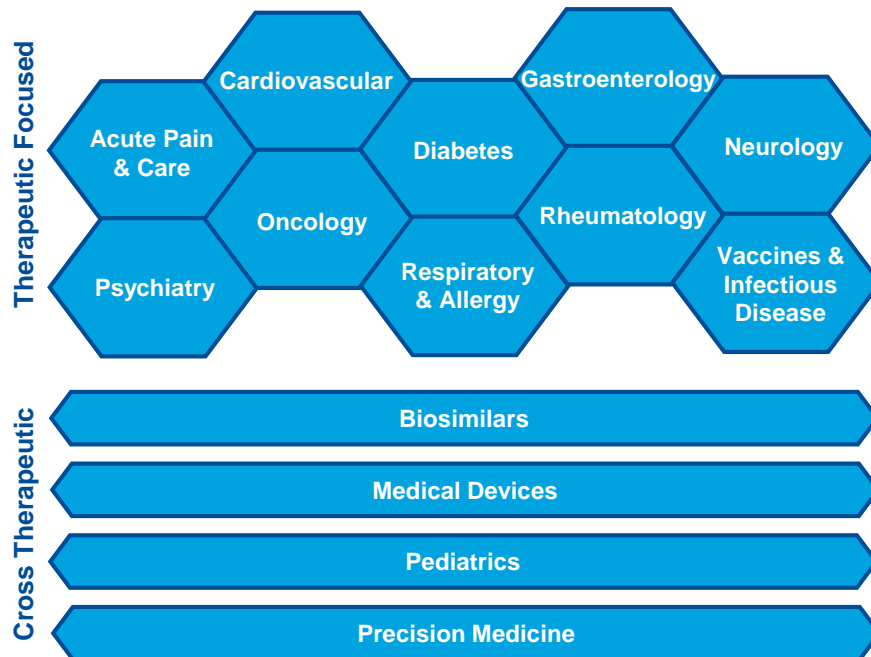 Therapeutic Focused
Cardiovascular
Gastroenterology
Acute Pain
& Care
Diabetes
Neurology
Oncology
Rheumatology
Psychiatry
Respiratory
& Allergy
Vaccines &
Infectious
Disease
Cross Therapeutic
Biosimilars
Medical Devices
Pediatrics
Precision Medicine